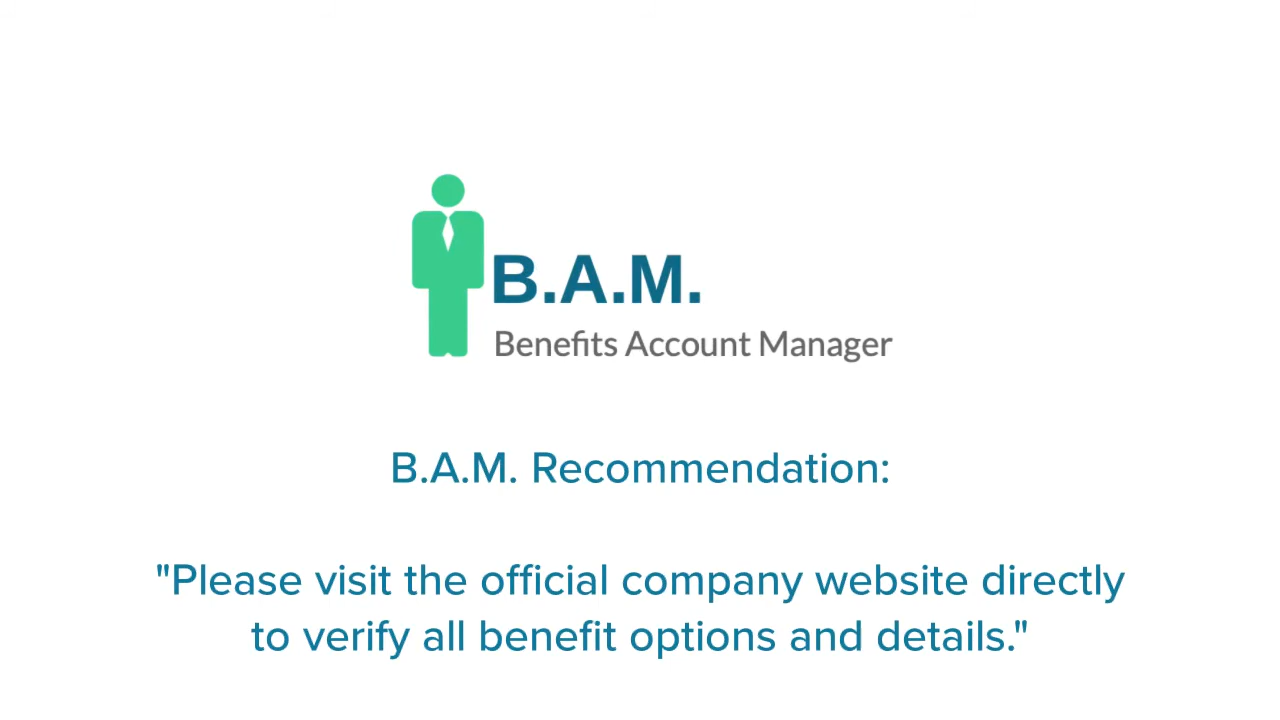 B.A.M.
Benefits Account Manager
B.A.M. Recommendation:
"Please visit the official company website directly
to verify all benefit options and details."